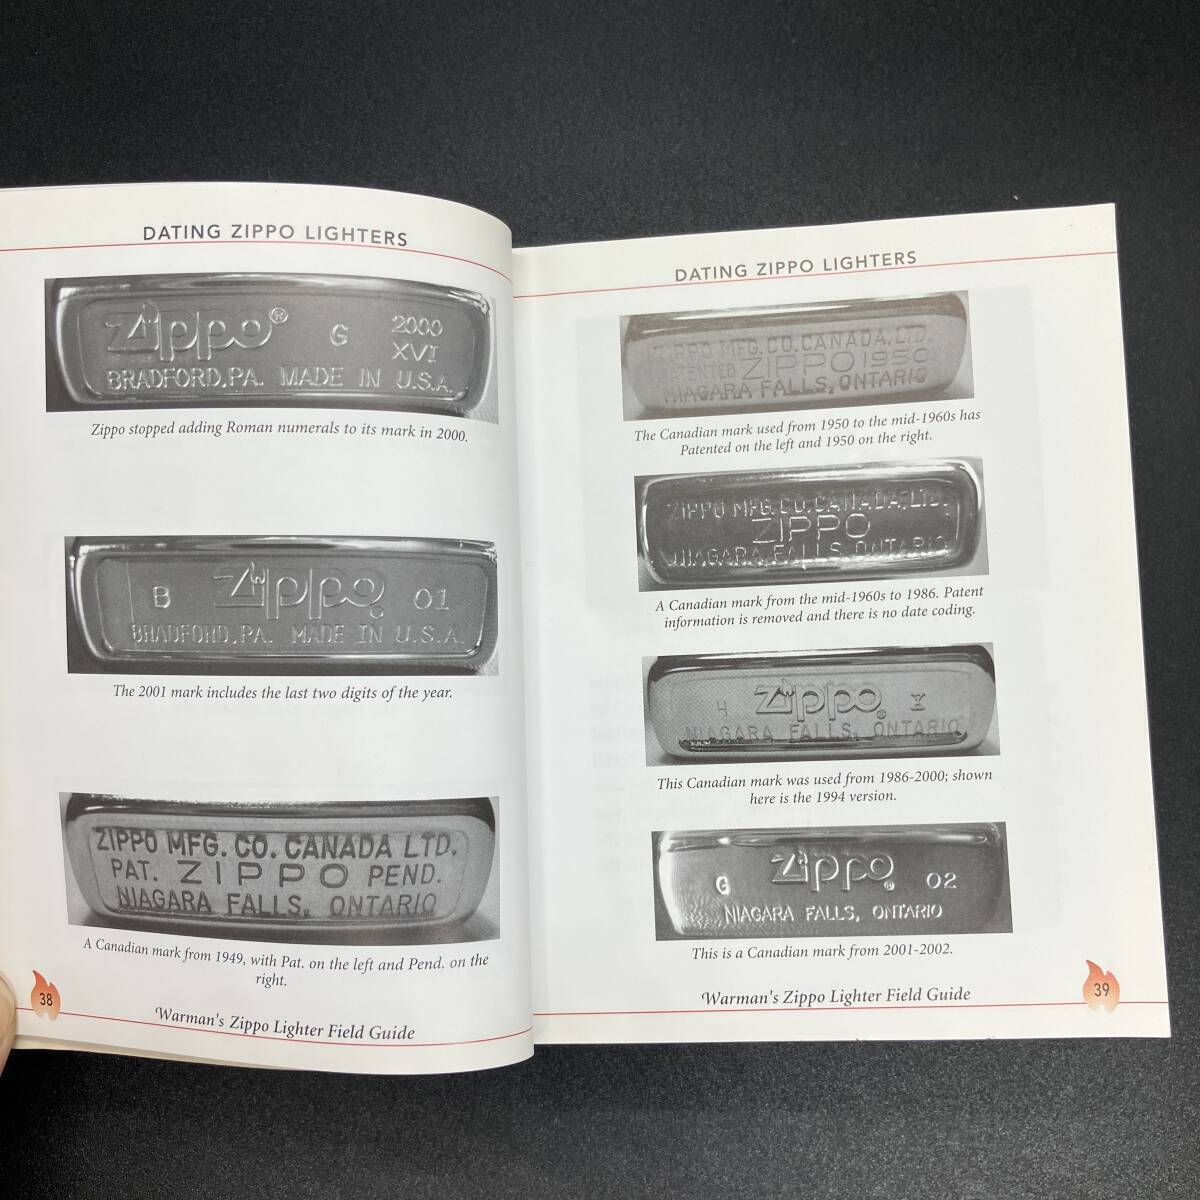 DATING ZIPPO LIGHTERS
Zippo® G 2000
XVI
BRADFORD, PA. MADE IN U.S.A.
Zippo stopped adding Roman numerals to its mark in 2000.
B Zippo® 01
BRADFORD, PA. MADE IN U.S.A.
The 2001 mark includes the last two digits of the year.
ZIPPO MFG. CO. CANADA LTD.
PAT. ZIPPO PEND.
NIAGARA FALLS, ONTARIO
A Canadian mark from 1949, with Pat. on the left and Pend. on the
right.
38
Warman's Zippo Lighter Field Guide
DATING ZIPPO LIGHTERS
ZIPPO MFG. CO. CANADA, LTD.
PATENTED ZIPPO 1950
NIAGARA FALLS, ONTARIO
The Canadian mark used from 1950 to the mid-1960s has
Patented on the left and 1950 on the right.
ZIPPO MFG. CO. CANADA, LTD.
ZIPPO
NIAGARA FALLS, ONTARIO
A Canadian mark from the mid-1960s to 1986. Patent
information is removed and there is no date coding.
H Zippo® X
NIAGARA FALLS, ONTARIO
This Canadian mark was used from 1986-2000; shown
here is the 1994 version.
G Zippo® 02
NIAGARA FALLS, ONTARIO
This is a Canadian mark from 2001-2002.
Warman's Zippo Lighter Field Guide
39